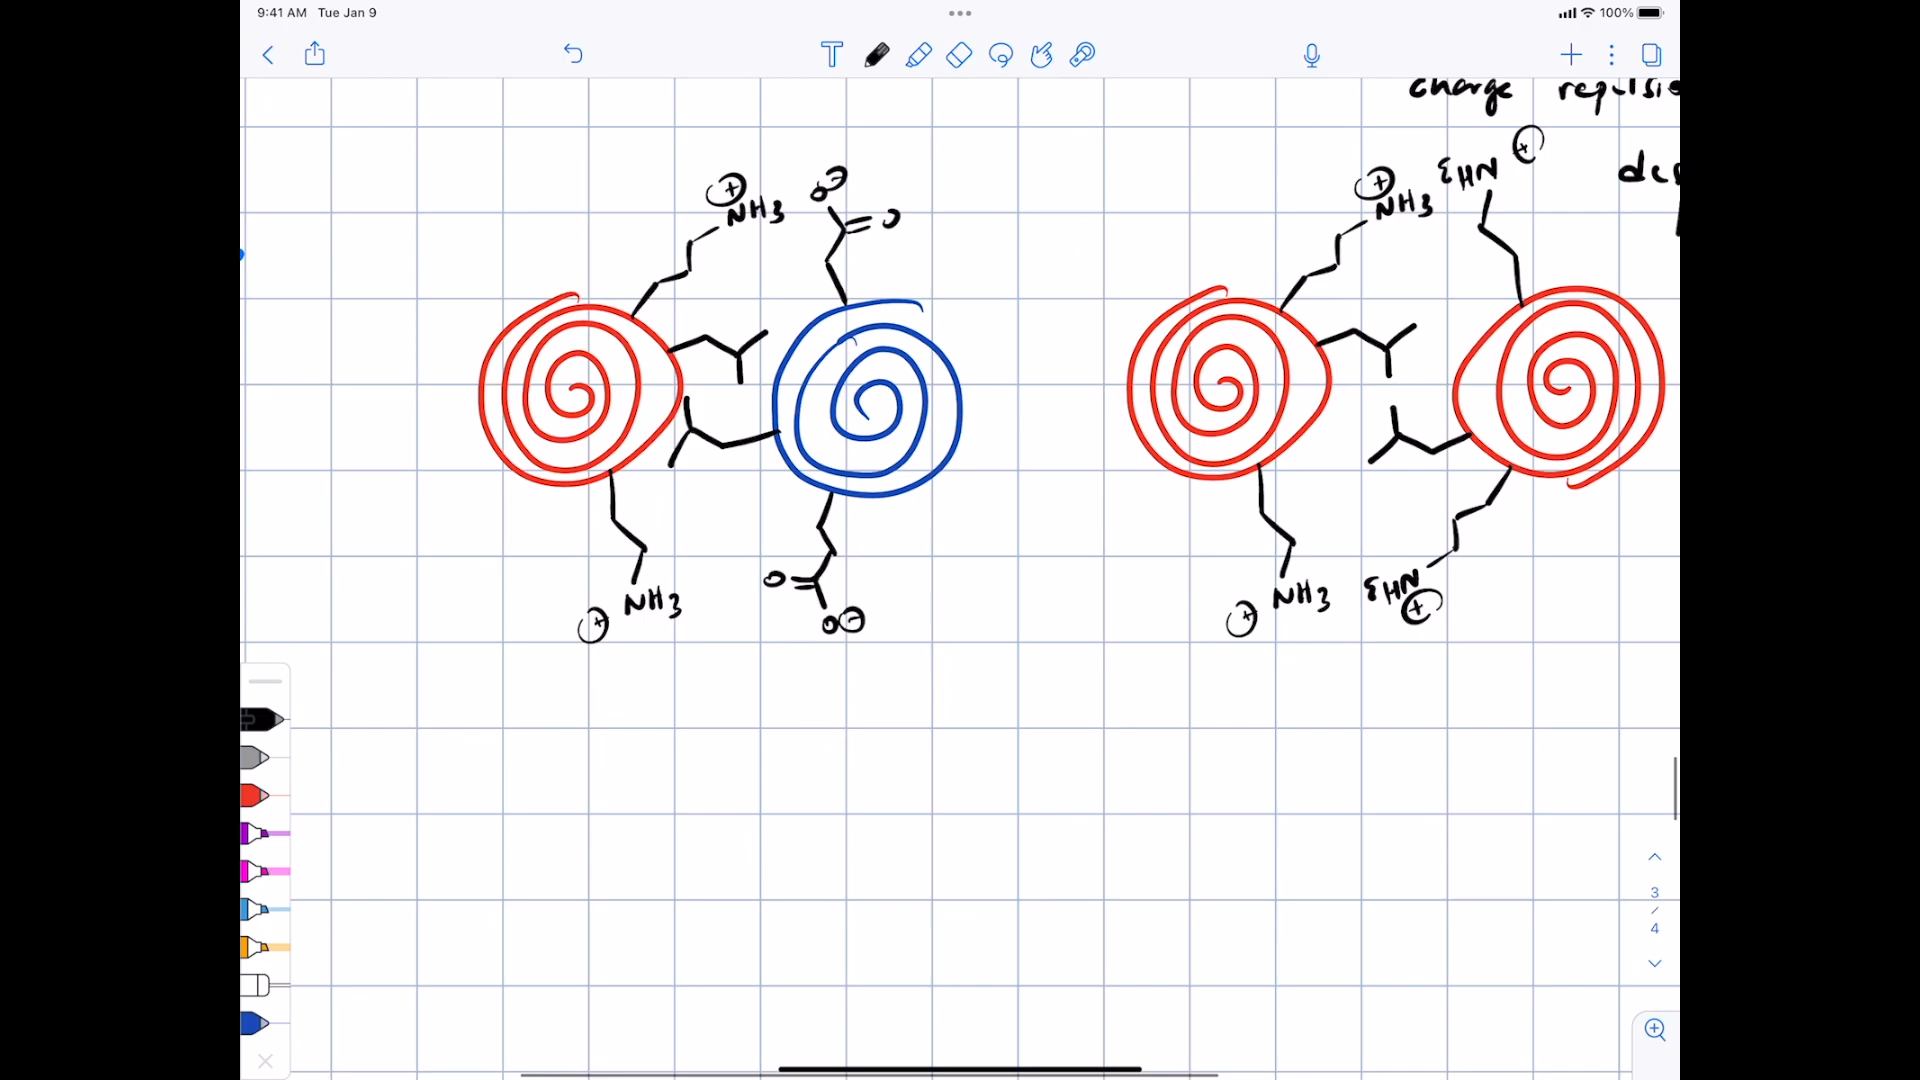 9:41 AM Tue Jan 9
100%
charge
NH3 +
O-
O
+
NH3 +
O
O-
NH3 +
NH3 +
NH3 +
NH3 +
3
/
4